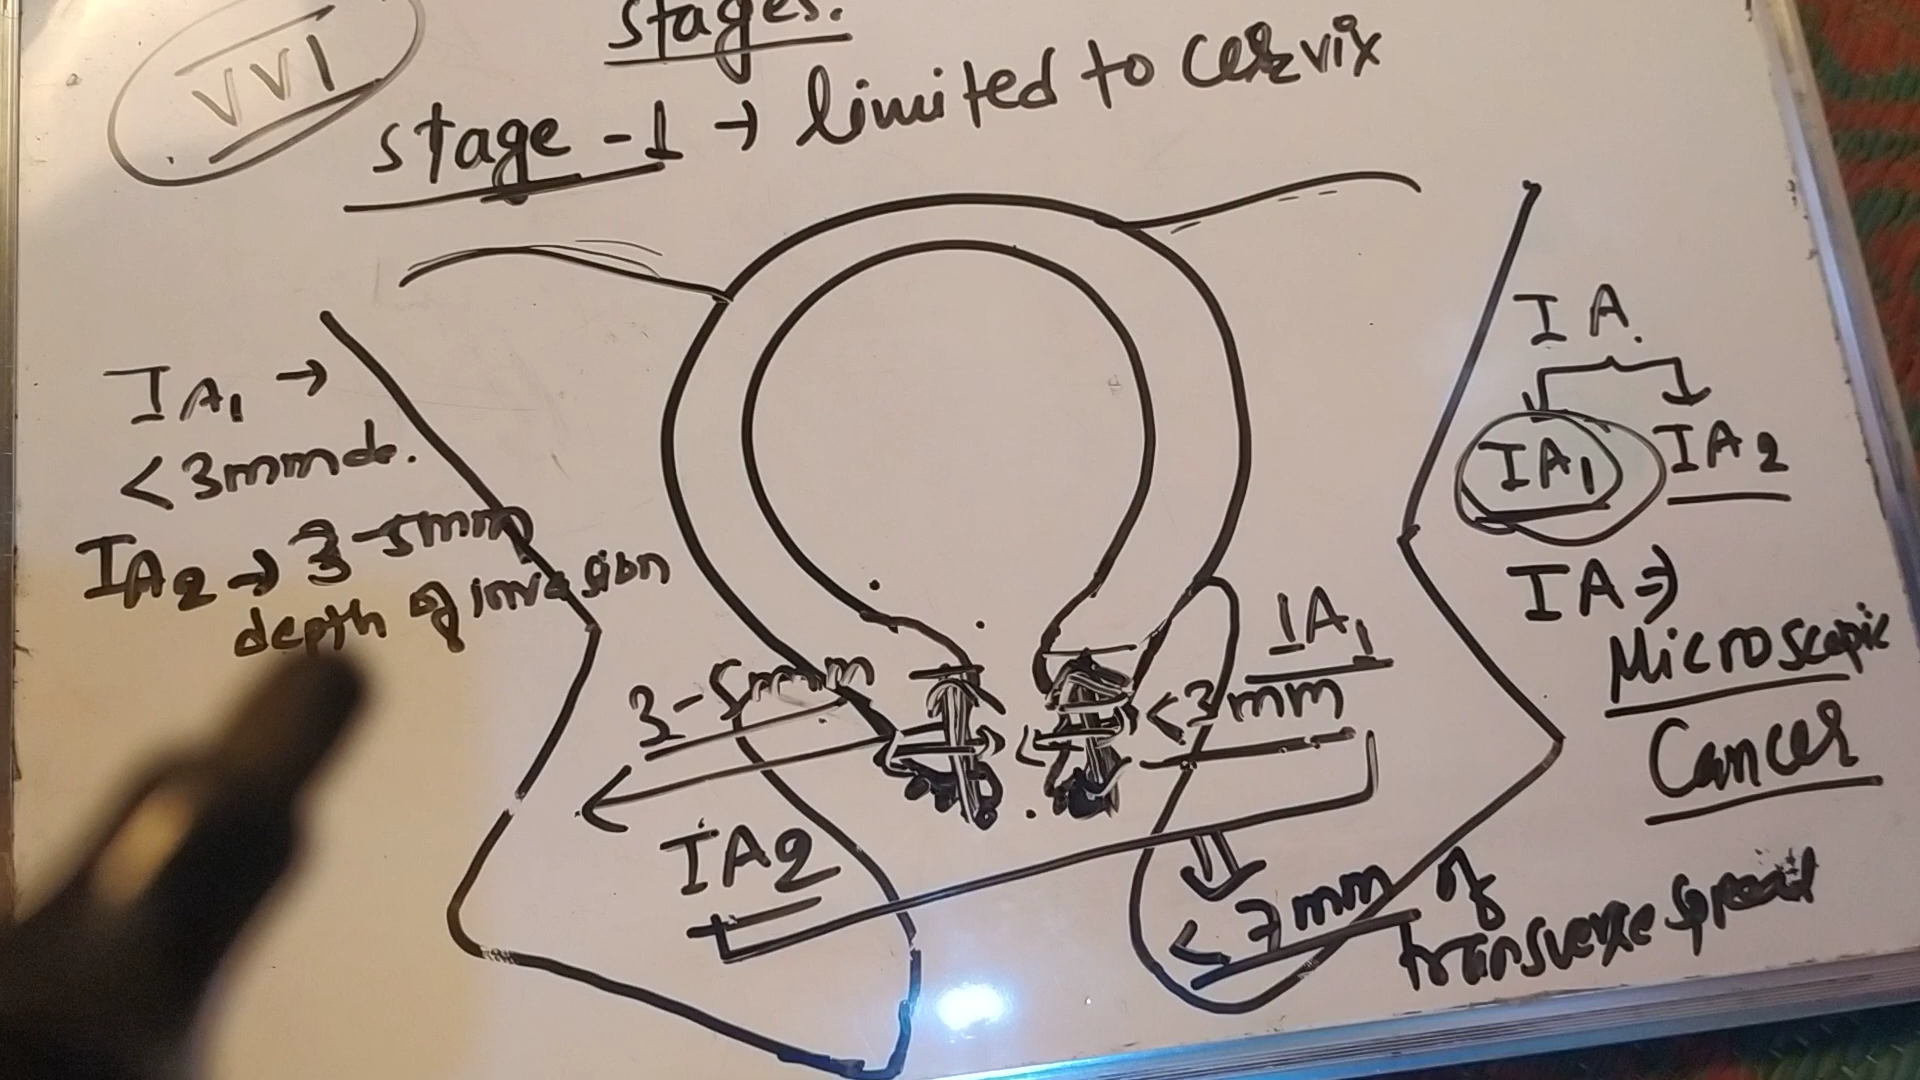 VVI
stages.
stage -1 → limited to cervix
IA1 →
<3mm de.
IA2 → 3-5mm
depth of invasion
3-5mm
IA2
IA1
<3mm
<7mm of
transverse spread
IA.
IA1 IA2
IA ⇒
Microscopic
Cancer